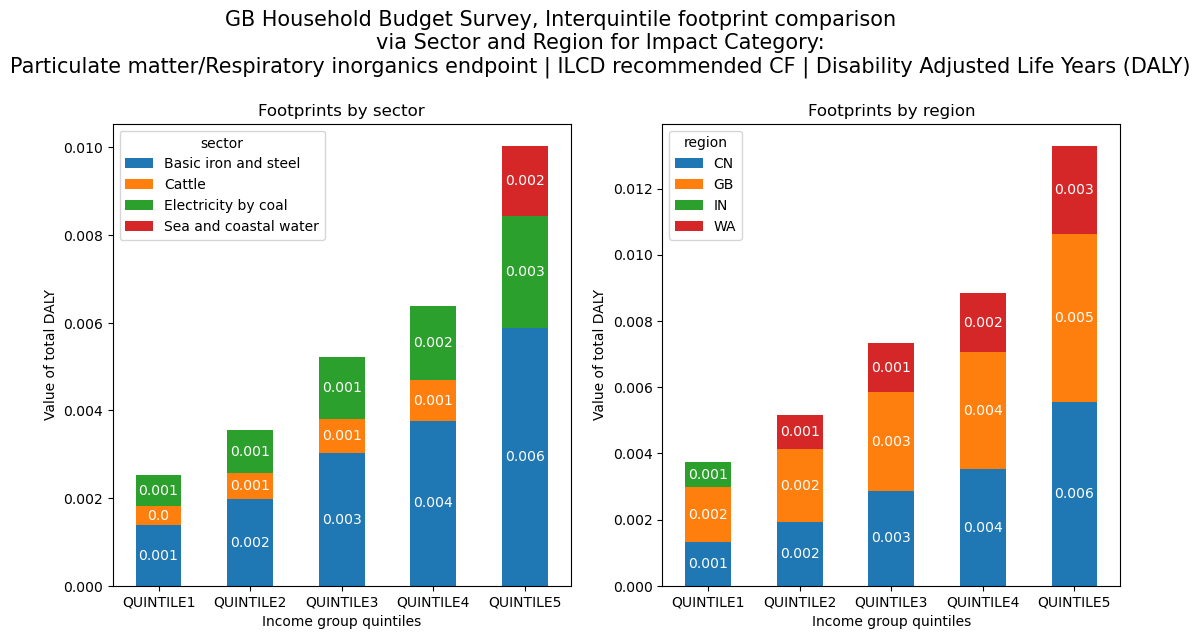 GB Household Budget Survey, Interquintile footprint comparison
via Sector and Region for Impact Category:
Particulate matter/Respiratory inorganics endpoint | ILCD recommended CF | Disability Adjusted Life Years (DALY)
Footprints by sector
sector
Basic iron and steel
Cattle
Electricity by coal
Sea and coastal water
0.010
0.008
0.006
0.004
0.002
0.000
Value of total DALY
0.001
0.0
0.001
0.001
0.001
0.002
0.001
0.001
0.003
0.002
0.001
0.004
0.002
0.003
0.006
QUINTILE1 QUINTILE2 QUINTILE3 QUINTILE4 QUINTILE5
Income group quintiles
Footprints by region
region
CN
GB
IN
WA
0.012
0.010
0.008
0.006
0.004
0.002
0.000
Value of total DALY
0.001
0.002
0.001
0.001
0.002
0.002
0.001
0.003
0.003
0.002
0.004
0.004
0.003
0.005
0.006
QUINTILE1 QUINTILE2 QUINTILE3 QUINTILE4 QUINTILE5
Income group quintiles